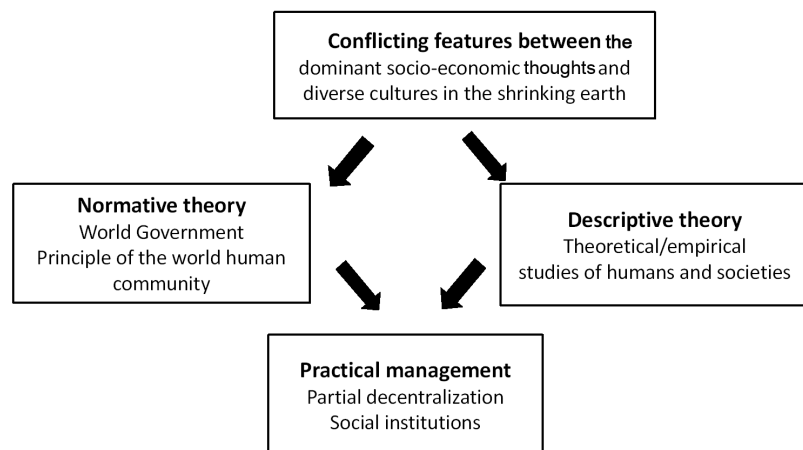 Conflicting features between the
dominant socio-economic thoughts and
diverse cultures in the shrinking earth
Normative theory
World Government
Principle of the world human
community
Descriptive theory
Theoretical/empirical
studies of humans and societies
Practical management
Partial decentralization
Social institutions